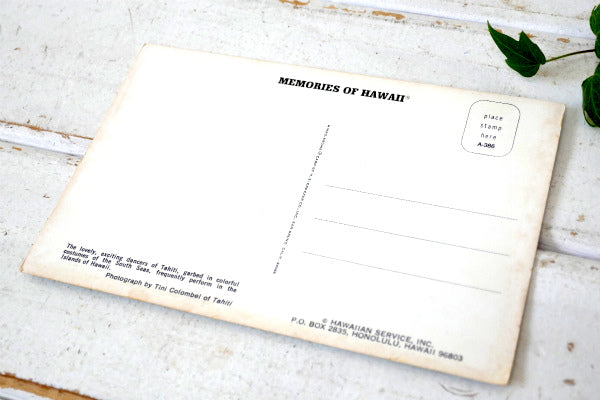 MEMORIES OF HAWAII®
place
stamp
here
A-386
The lovely, exciting dancers of Tahiti, garbed in colorful
costumes of the South Seas, frequently perform in the
Islands of Hawaii.
Photograph by Tini Colombel of Tahiti
© HAWAIIAN SERVICE, INC.
P.O. BOX 2835, HONOLULU, HAWAII 96803